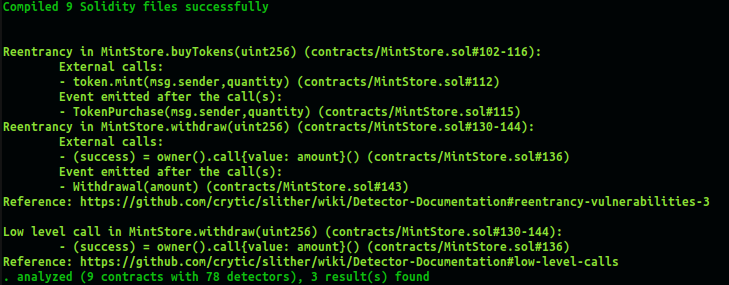 Compiled 9 Solidity files successfully
Reentrancy in MintStore.buyTokens(uint256) (contracts/MintStore.sol#102-116):
External calls:
- token.mint(msg.sender,quantity) (contracts/MintStore.sol#112)
Event emitted after the call(s):
- TokenPurchase(msg.sender,quantity) (contracts/MintStore.sol#115)
Reentrancy in MintStore.withdraw(uint256) (contracts/MintStore.sol#130-144):
External calls:
- (success) = owner().call{value: amount}() (contracts/MintStore.sol#136)
Event emitted after the call(s):
- Withdrawal(amount) (contracts/MintStore.sol#143)
Reference: https://github.com/crytic/slither/wiki/Detector-Documentation#reentrancy-vulnerabilities-3
Low level call in MintStore.withdraw(uint256) (contracts/MintStore.sol#130-144):
- (success) = owner().call{value: amount}() (contracts/MintStore.sol#136)
Reference: https://github.com/crytic/slither/wiki/Detector-Documentation#low-level-calls
. analyzed (9 contracts with 78 detectors), 3 result(s) found